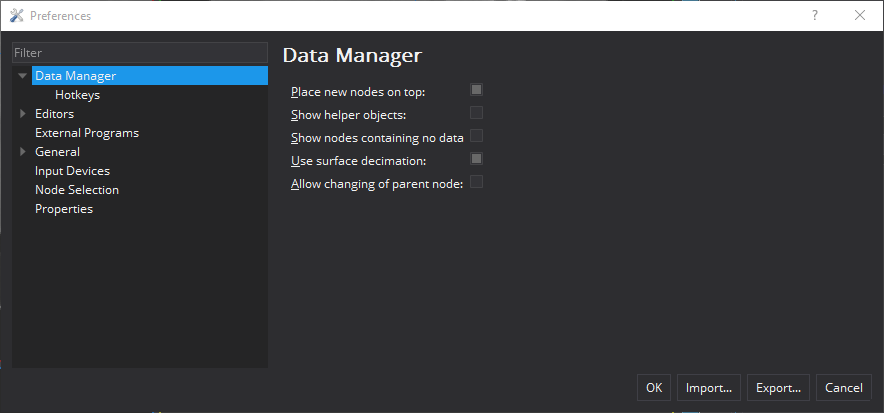 Preferences
?
Filter
Data Manager
Hotkeys
Editors
External Programs
General
Input Devices
Node Selection
Properties
Data Manager
Place new nodes on top:
Show helper objects:
Show nodes containing no data
Use surface decimation:
Allow changing of parent node:
OK
Import...
Export...
Cancel